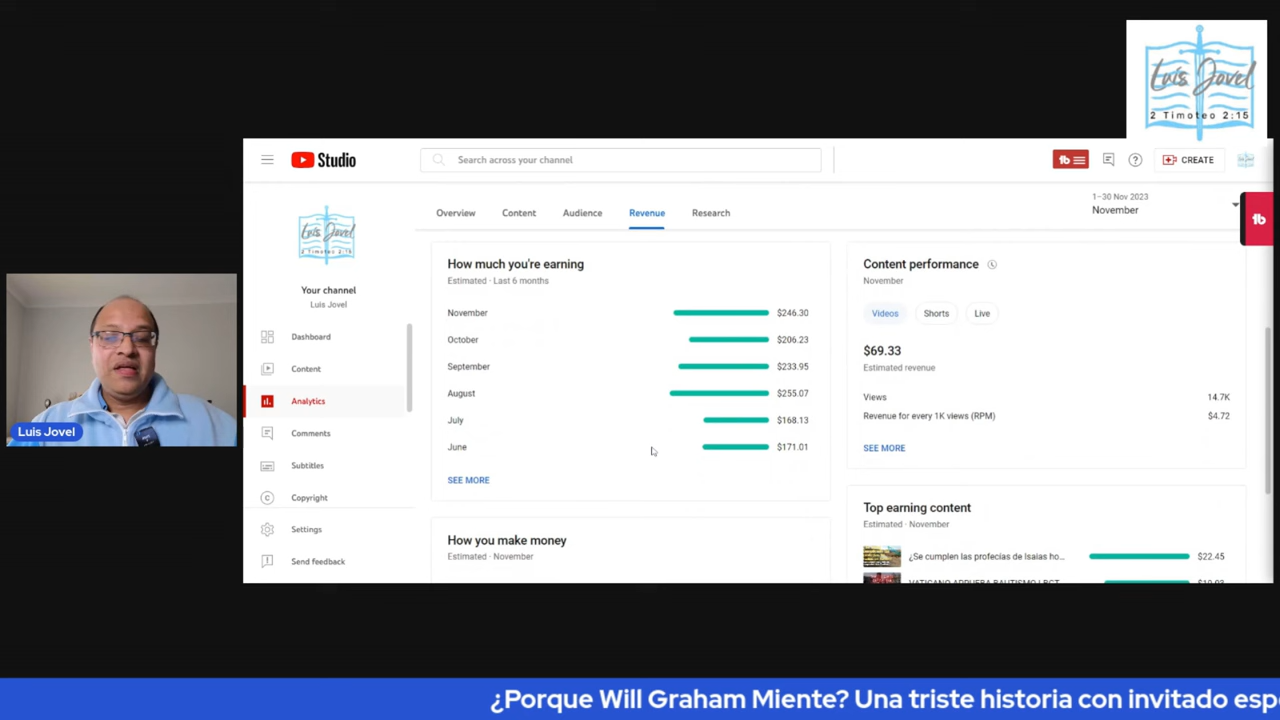 Luis Jovel
2 Timoteo 2:15
Studio
Search across your channel
CREATE
Luis Jovel
2 Timoteo 2:15
Your channel
Luis Jovel
Dashboard
Content
Analytics
Comments
Subtitles
Copyright
Settings
Send feedback
Overview
Content
Audience
Revenue
Research
1–30 Nov 2023
November
How much you're earning
Estimated · Last 6 months
November $246.30
October $206.23
September $233.95
August $255.07
July $168.13
June $171.01
SEE MORE
How you make money
Estimated · November
Content performance
November
Videos
Shorts
Live
$69.33
Estimated revenue
Views 14.7K
Revenue for every 1K views (RPM) $4.72
SEE MORE
Top earning content
Estimated · November
¿Se cumplen las profecías de Isaías ho... $22.45
VATICANO APRUEBA BAUTISMO
Luis Jovel
¿Porque Will Graham Miente? Una triste historia con invitado esp